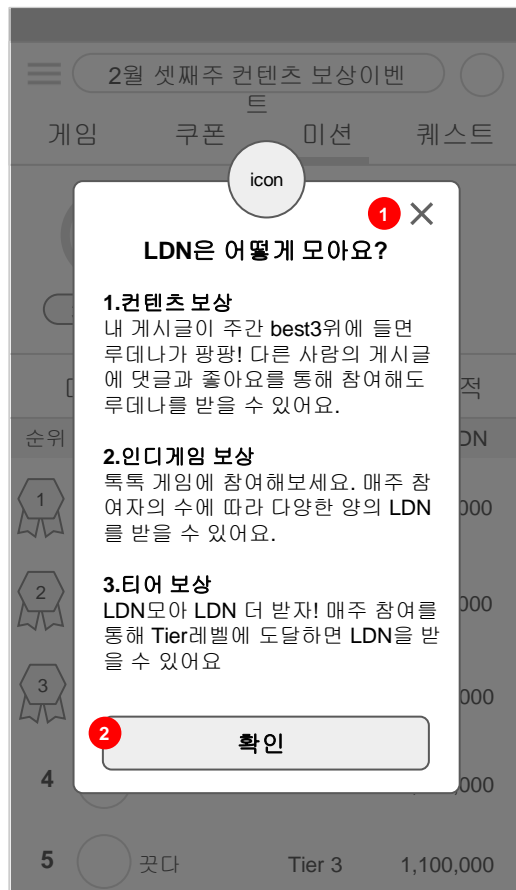 2월 셋째주 컨텐츠 보상이벤
트
게임 쿠폰 미션 퀘스트
icon
1
LDN은 어떻게 모아요?
1.컨텐츠 보상
내 게시글이 주간 best3위에 들면
루데나가 팡팡! 다른 사람의 게시글
에 댓글과 좋아요를 통해 참여해도
루데나를 받을 수 있어요.
적
순위
DN
2.인디게임 보상
톡톡 게임에 참여해보세요. 매주 참
여자의 수에 따라 다양한 양의 LDN
를 받을 수 있어요.
1
000
3.티어 보상
LDN모아 LDN 더 받자! 매주 참여를
통해 Tier레벨에 도달하면 LDN을 받
을 수 있어요
2
000
3
000
2
확인
4
000
5 끗다 Tier 3 1,100,000